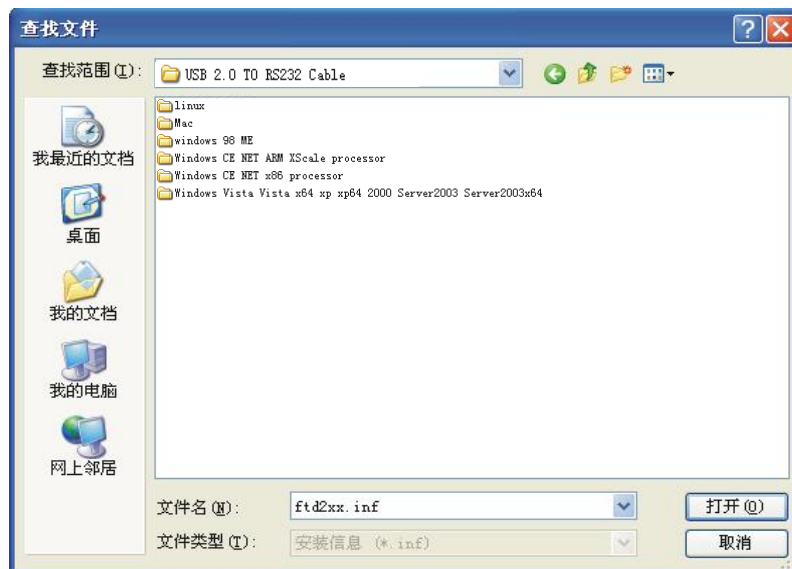 查找文件
查找范围(I):
USB 2.0 TO RS232 Cable
我最近的文档
桌面
我的文档
我的电脑
网上邻居
linux
Mac
windows 98 ME
Windows CE NET ARM XScale processor
Windows CE NET x86 processor
Windows Vista Vista x64 xp xp64 2000 Server2003 Server2003x64
文件名(N):
ftd2xx.inf
打开(O)
文件类型(T):
安装信息 (*.inf)
取消